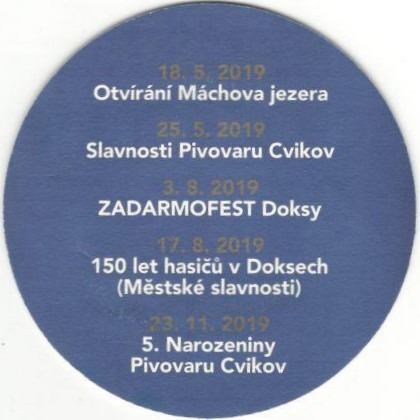 18. 5. 2019
Otvírání Máchova jezera
25. 5. 2019
Slavnosti Pivovaru Cvikov
3. 8. 2019
ZADARMOFEST Doksy
17. 8. 2019
150 let hasičů v Doksech
(Městské slavnosti)
23. 11. 2019
5. Narozeniny
Pivovaru Cvikov